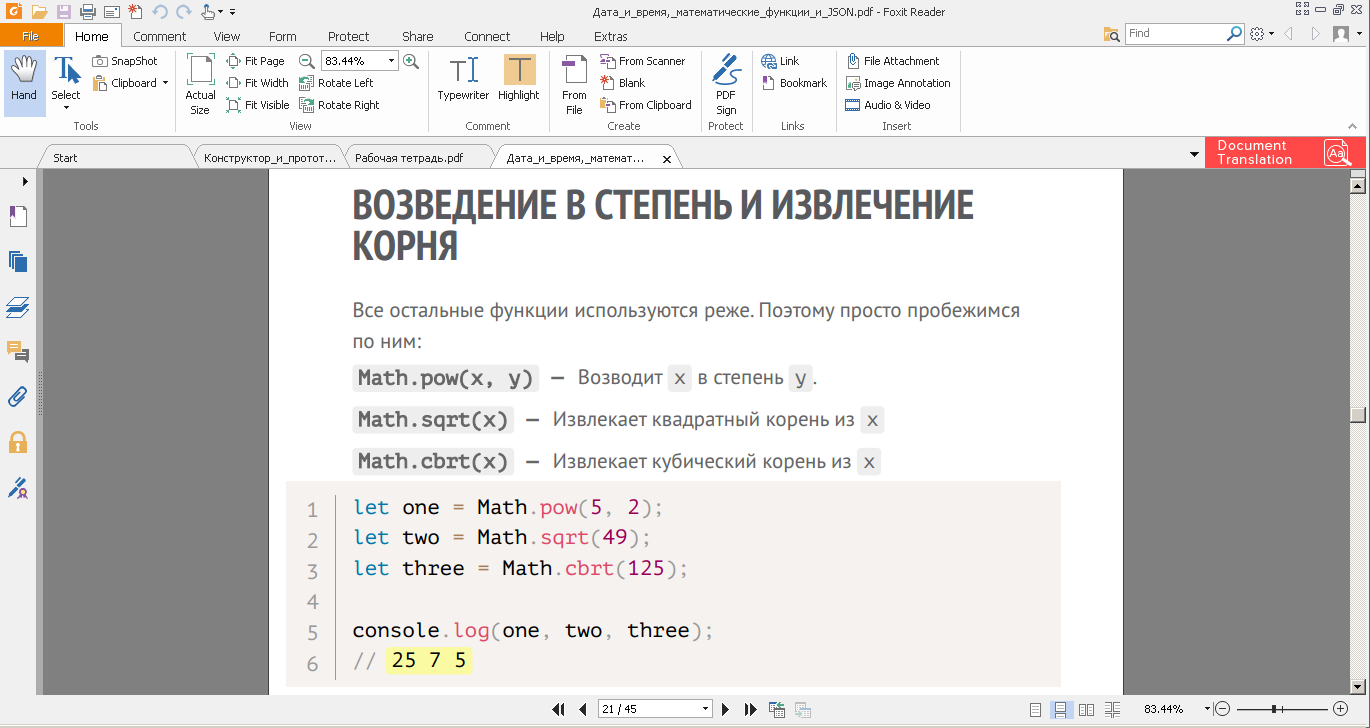 Дата_и_время,_математические_функции_и_JSON.pdf - Foxit Reader
File Home Comment View Form Protect Share Connect Help Extras Find
Hand
Select
SnapShot
Clipboard
Tools
Actual Size
Fit Page
Fit Width
Fit Visible
83.44%
Rotate Left
Rotate Right
View
Typewriter
Highlight
Comment
From File
From Scanner
Blank
From Clipboard
Create
PDF Sign
Protect
Link
Bookmark
Links
File Attachment
Image Annotation
Audio & Video
Insert
Start
Конструктор_и_протот...
Рабочая тетрадь.pdf
Дата_и_время,_математ...
Document
Translation
Aa
ВОЗВЕДЕНИЕ В СТЕПЕНЬ И ИЗВЛЕЧЕНИЕ
КОРНЯ
Все остальные функции используются реже. Поэтому просто пробежимся
по ним:
Math.pow(x, y) — Возводит x в степень y.
Math.sqrt(x) — Извлекает квадратный корень из x
Math.cbrt(x) — Извлекает кубический корень из x
1 let one = Math.pow(5, 2);
2 let two = Math.sqrt(49);
3 let three = Math.cbrt(125);
4
5 console.log(one, two, three);
6 // 25 7 5
21 / 45
83.44%